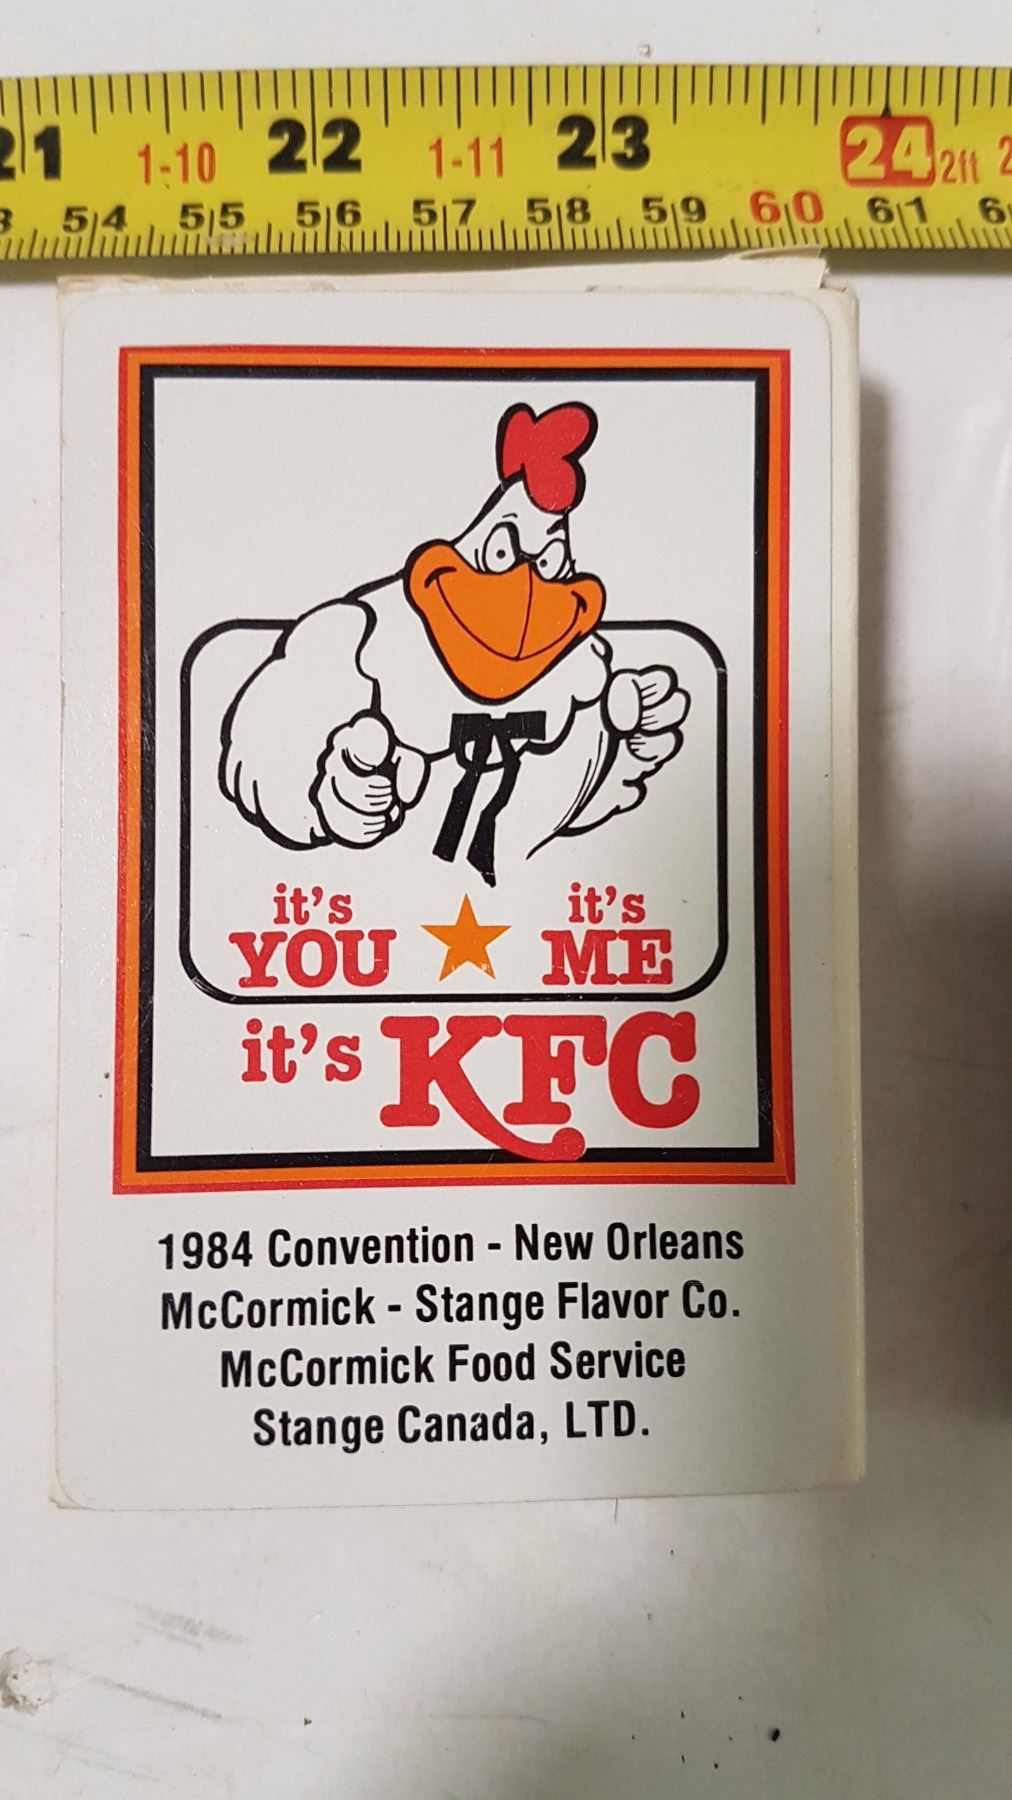 21 1-10 22 1-11 23 24 2ft
54 55 56 57 58 59 60 61
it's it's
YOU ME
it's KFC
1984 Convention - New Orleans
McCormick - Stange Flavor Co.
McCormick Food Service
Stange Canada, LTD.